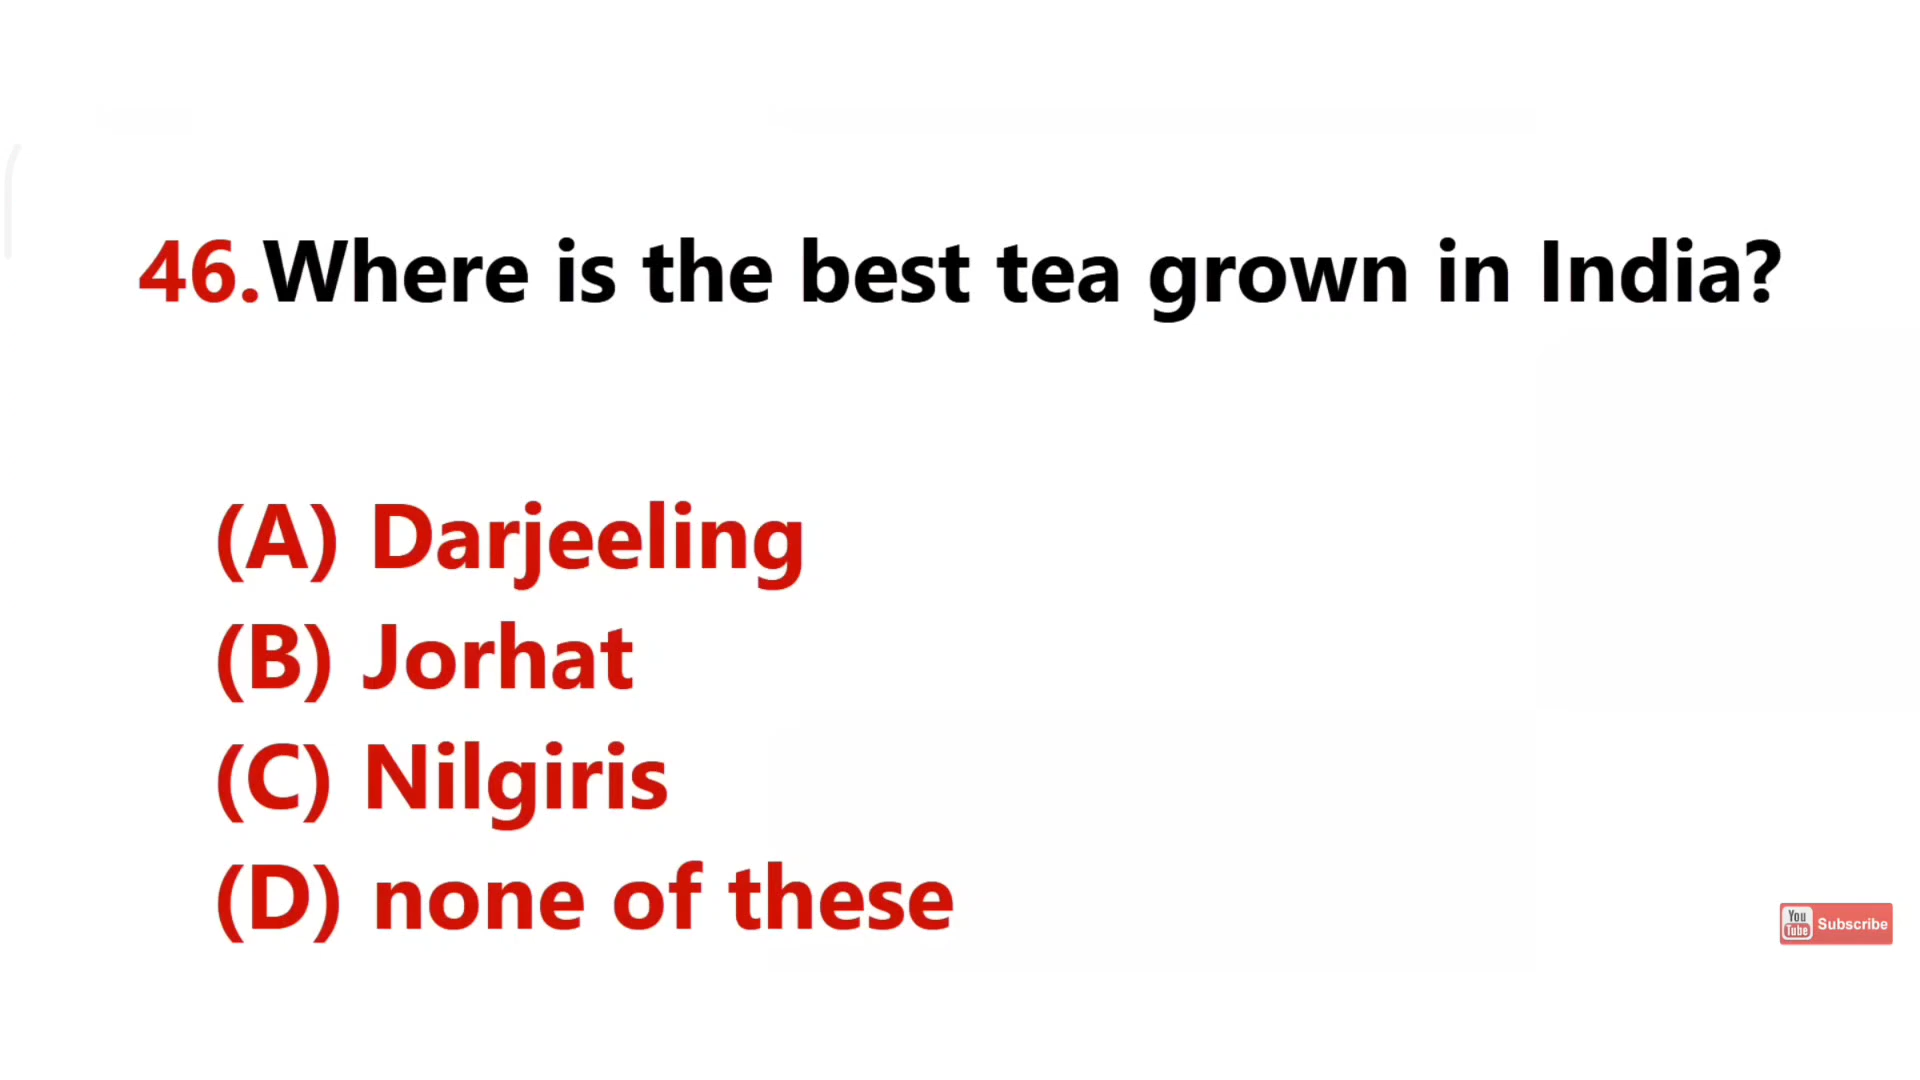 46.Where is the best tea grown in India?
(A) Darjeeling
(B) Jorhat
(C) Nilgiris
(D) none of these
You
Tube Subscribe